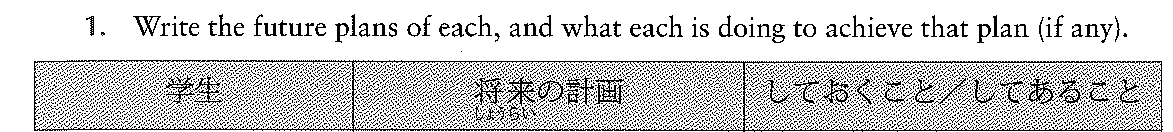 1. Write the future plans of each, and what each is doing to achieve that plan (if any).
学生 将来の計画 しておくこと／してあること
しょうらい